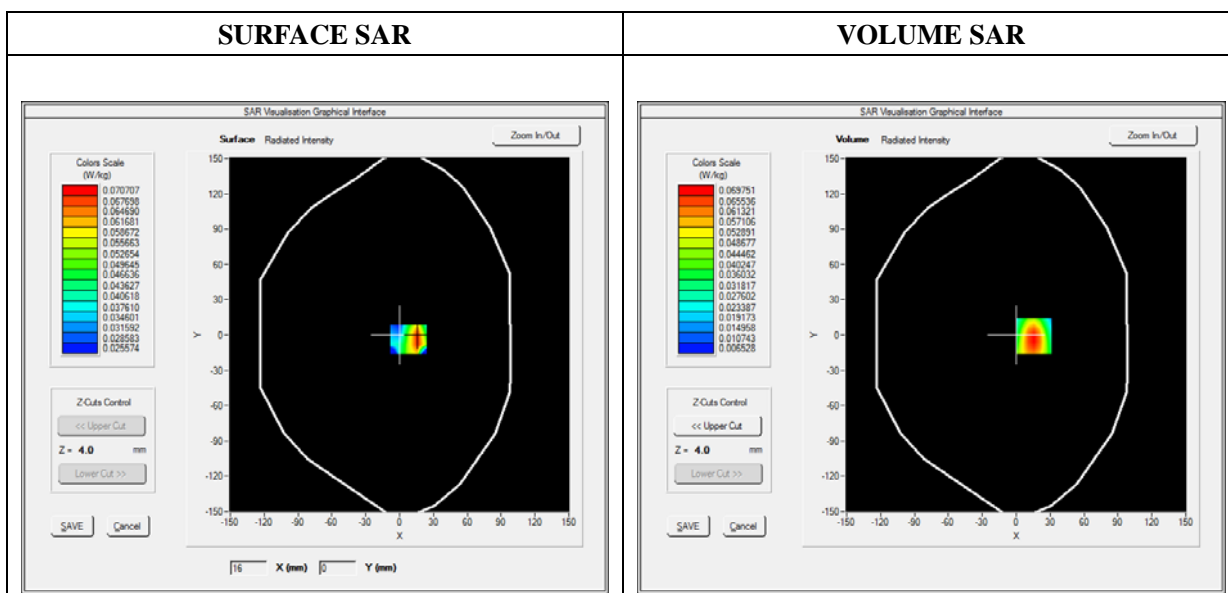 SURFACE SAR
VOLUME SAR
SAR Visualisation Graphical Interface
Surface Radiated Intensity
Zoom In/Out
Colors Scale
(W/kg)
0.070707
0.067698
0.064690
0.061681
0.058672
0.055663
0.052654
0.049645
0.046636
0.043627
0.040618
0.037610
0.034601
0.031592
0.028583
0.025574
Z-Cuts Control
<< Upper Cut
Z = 4.0 mm
Lower Cut >>
SAVE Cancel
150
120
90
60
30
0
-30
-60
-90
-120
-150
Y
-150 -120 -90 -60 -30 0 30 60 90 120 150
X
16 X (mm) 0 Y (mm)
SAR Visualisation Graphical Interface
Volume Radiated Intensity
Zoom In/Out
Colors Scale
(W/kg)
0.069751
0.065536
0.061321
0.057106
0.052891
0.048677
0.044462
0.040247
0.036032
0.031817
0.027602
0.023387
0.019173
0.014958
0.010743
0.006528
Z-Cuts Control
<< Upper Cut
Z = 4.0 mm
Lower Cut >>
SAVE Cancel
150
120
90
60
30
0
-30
-60
-90
-120
-150
Y
-150 -120 -90 -60 -30 0 30 60 90 120 150
X